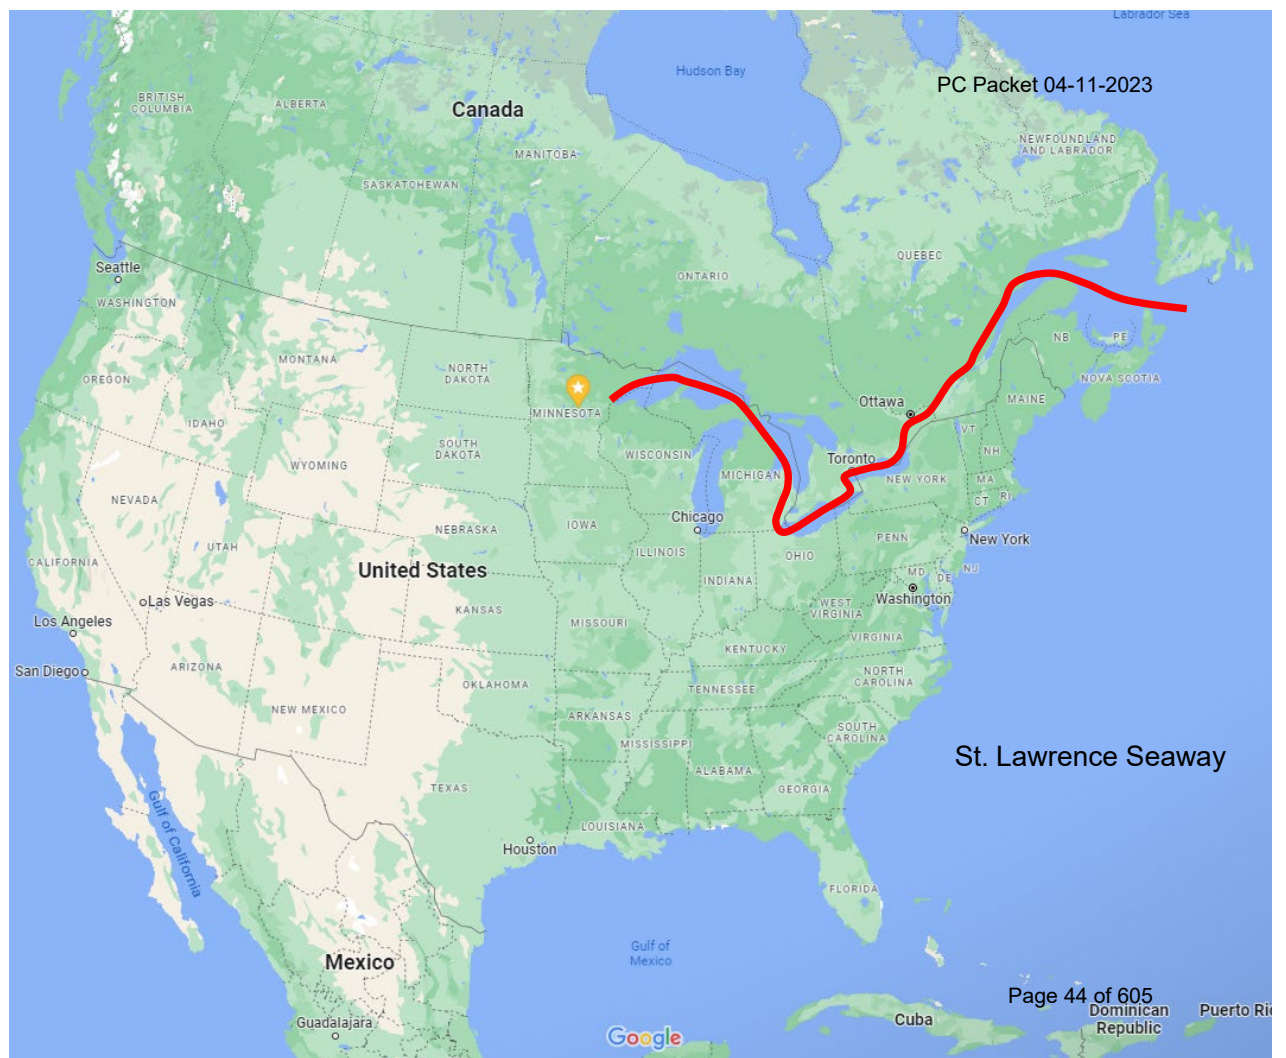 Labrador Sea
Hudson Bay
PC Packet 04-11-2023
BRITISH
COLUMBIA
ALBERTA
Canada
NEWFOUNDLAND
AND LABRADOR
MANITOBA
SASKATCHEWAN
QUEBEC
Seattle
ONTARIO
WASHINGTON
NB
PE
MONTANA
NORTH
DAKOTA
OREGON
NOVA SCOTIA
Ottawa
MAINE
MINNESOTA
IDAHO
VT
SOUTH
DAKOTA
NH
WISCONSIN
Toronto
WYOMING
MICHIGAN
NEW YORK
MA
NEVADA
CT
RI
Chicago
IOWA
NEBRASKA
New York
PENN
UTAH
ILLINOIS
OHIO
CALIFORNIA
United States
NJ
MD
DE
INDIANA
Las Vegas
Washington
KANSAS
WEST
VIRGINIA
Los Angeles
MISSOURI
VIRGINIA
KENTUCKY
San Diego
ARIZONA
NORTH
CAROLINA
OKLAHOMA
TENNESSEE
NEW MEXICO
ARKANSAS
SOUTH
CAROLINA
MISSISSIPPI
St. Lawrence Seaway
ALABAMA
TEXAS
GEORGIA
Gulf of California
LOUISIANA
Houston
FLORIDA
Gulf of
Mexico
Mexico
Page 44 of 605
Dominican
Republic
Puerto Ric
Cuba
Guadalajara
Google